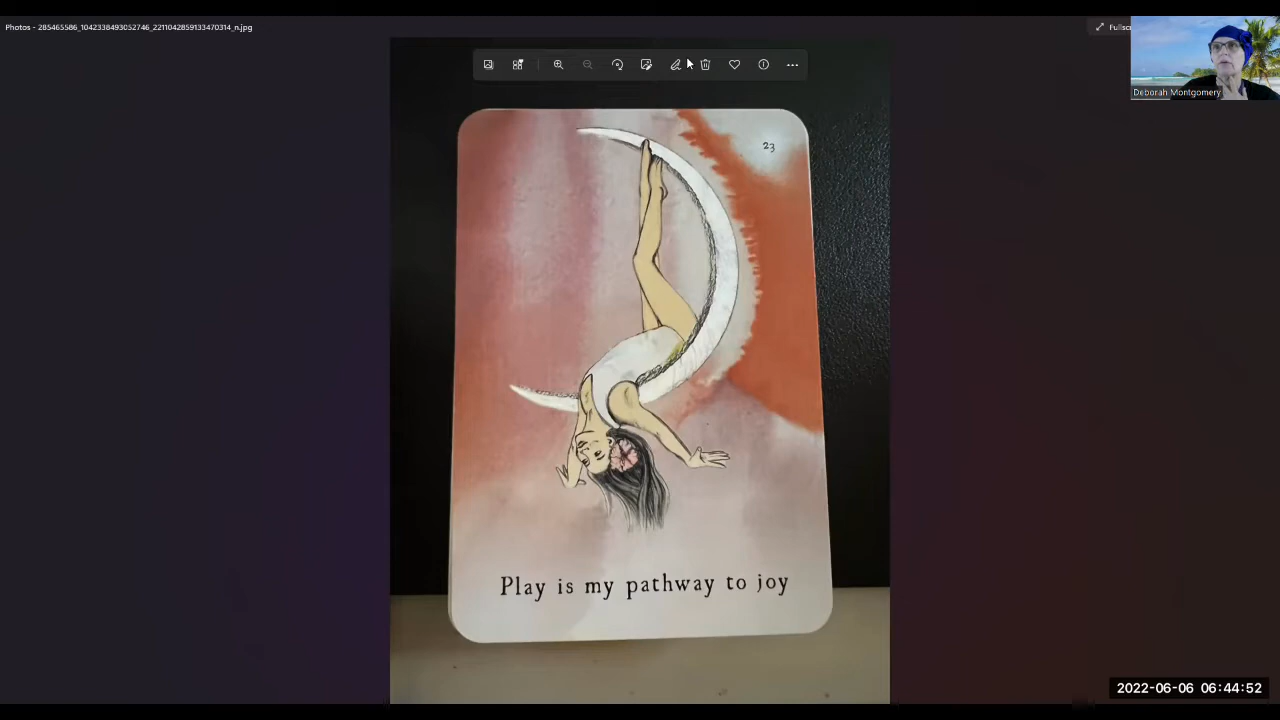 Photos - 285465586_1042338493052746_2211042859133470314_n.jpg
Deborah Montgomery
23
Play is my pathway to joy
2022-06-06 06:44:52